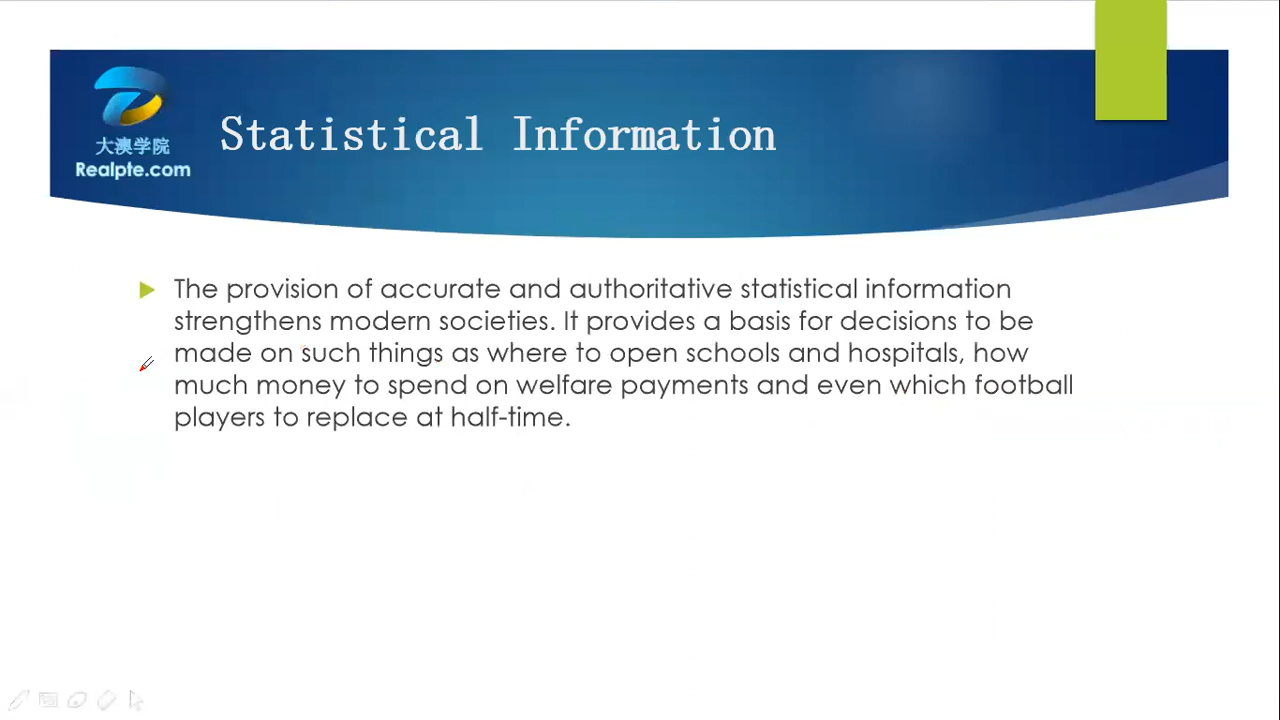 Statistical Information
大澳学院
Realpte.com
The provision of accurate and authoritative statistical information
strengthens modern societies. It provides a basis for decisions to be
made on such things as where to open schools and hospitals, how
much money to spend on welfare payments and even which football
players to replace at half-time.